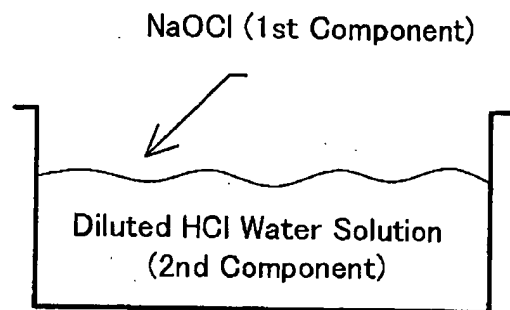 NaOCl (1st Component)
Diluted HCl Water Solution
(2nd Component)